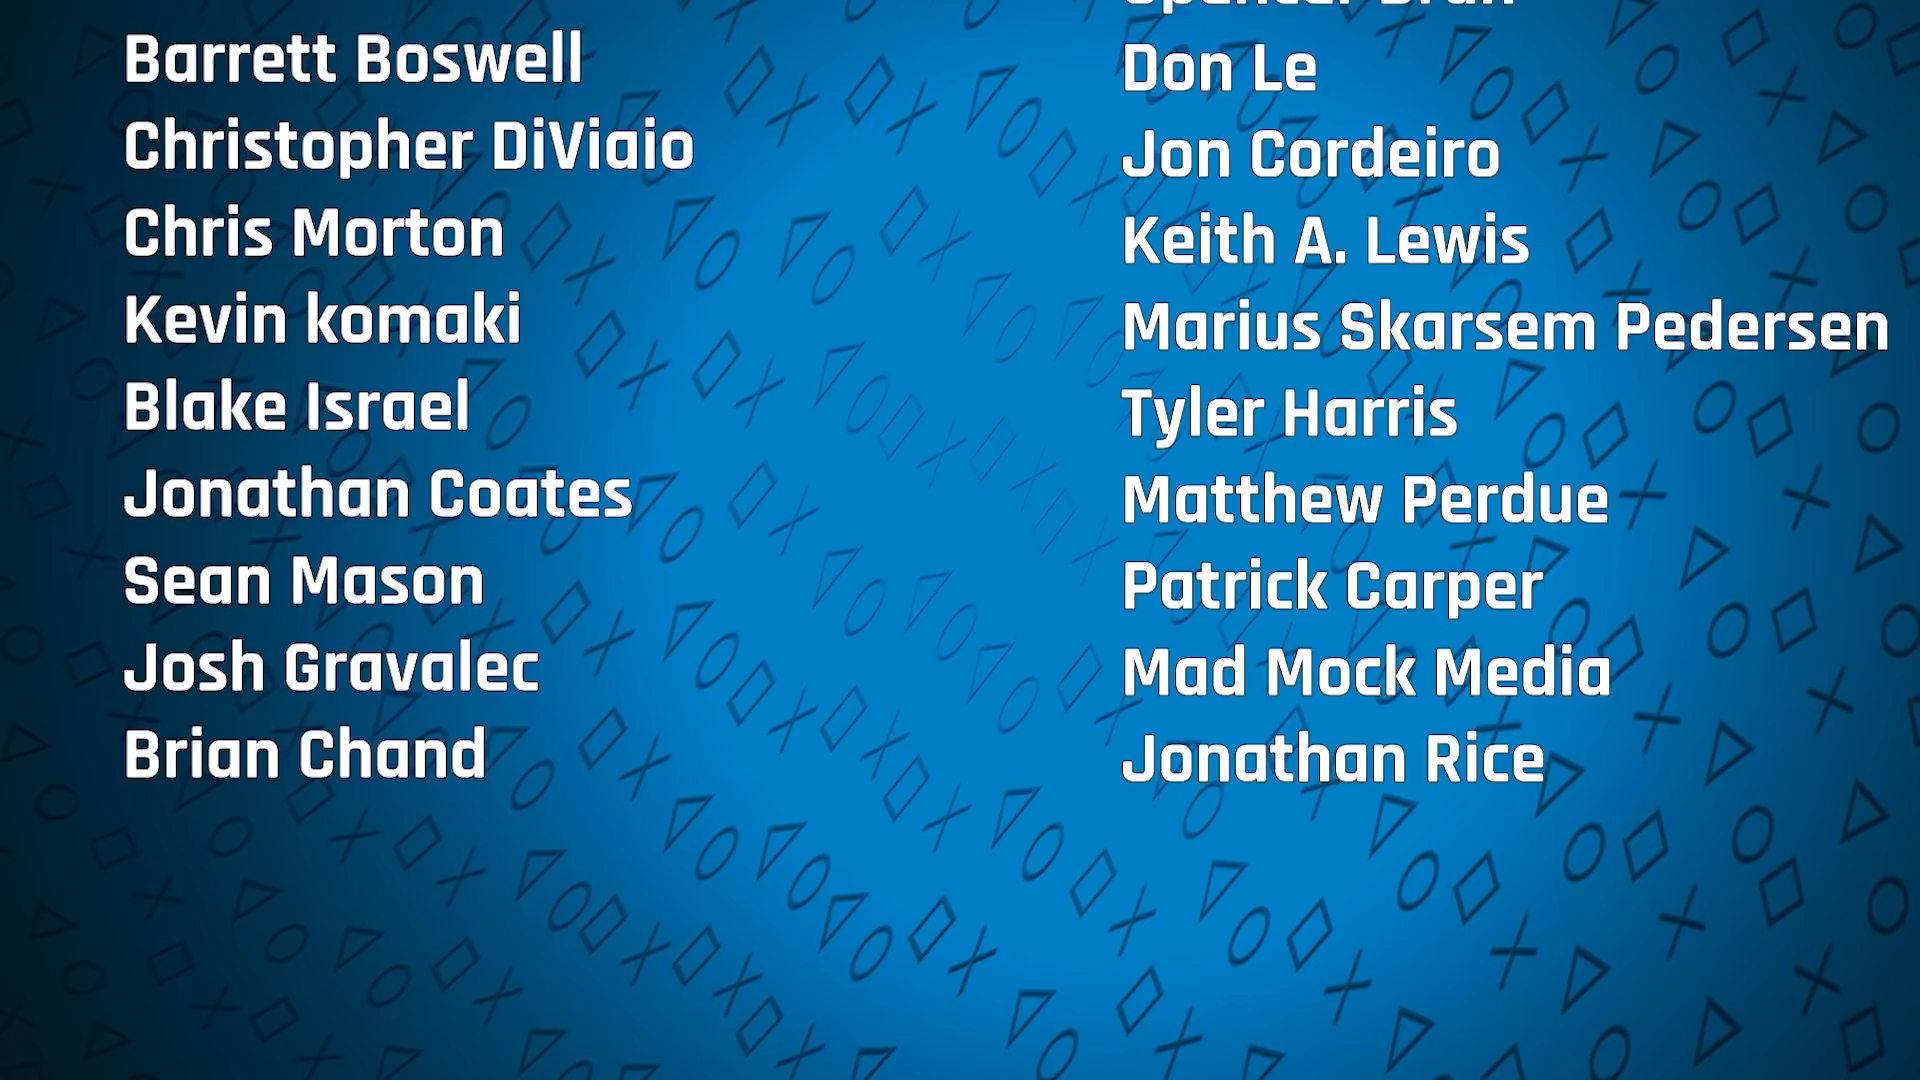 Barrett Boswell
Christopher DiViaio
Chris Morton
Kevin komaki
Blake Israel
Jonathan Coates
Sean Mason
Josh Gravalec
Brian Chand
Don Le
Jon Cordeiro
Keith A. Lewis
Marius Skarsem Pedersen
Tyler Harris
Matthew Perdue
Patrick Carper
Mad Mock Media
Jonathan Rice